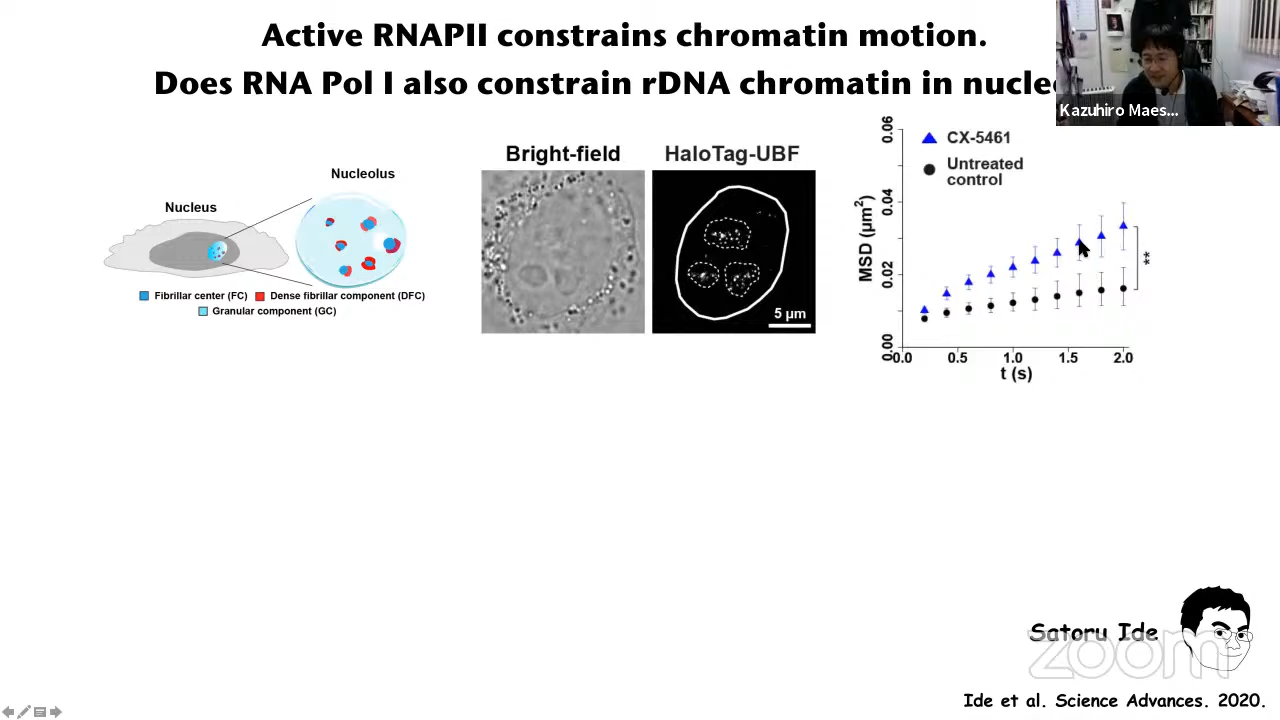 Active RNAPII constrains chromatin motion.
Does RNA Pol I also constrain rDNA chromatin in
Kazuhiro Maes...
Nucleolus
Nucleus
Fibrillar center (FC) Dense fibrillar component (DFC)
Granular component (GC)
Bright-field HaloTag-UBF
5 μm
CX-5461
Untreated
control
MSD (μm²)
0.06
0.04
0.02
0.00
**
0.0 0.5 1.0 1.5 2.0
t (s)
Satoru Ide
zoom
Ide et al. Science Advances. 2020.